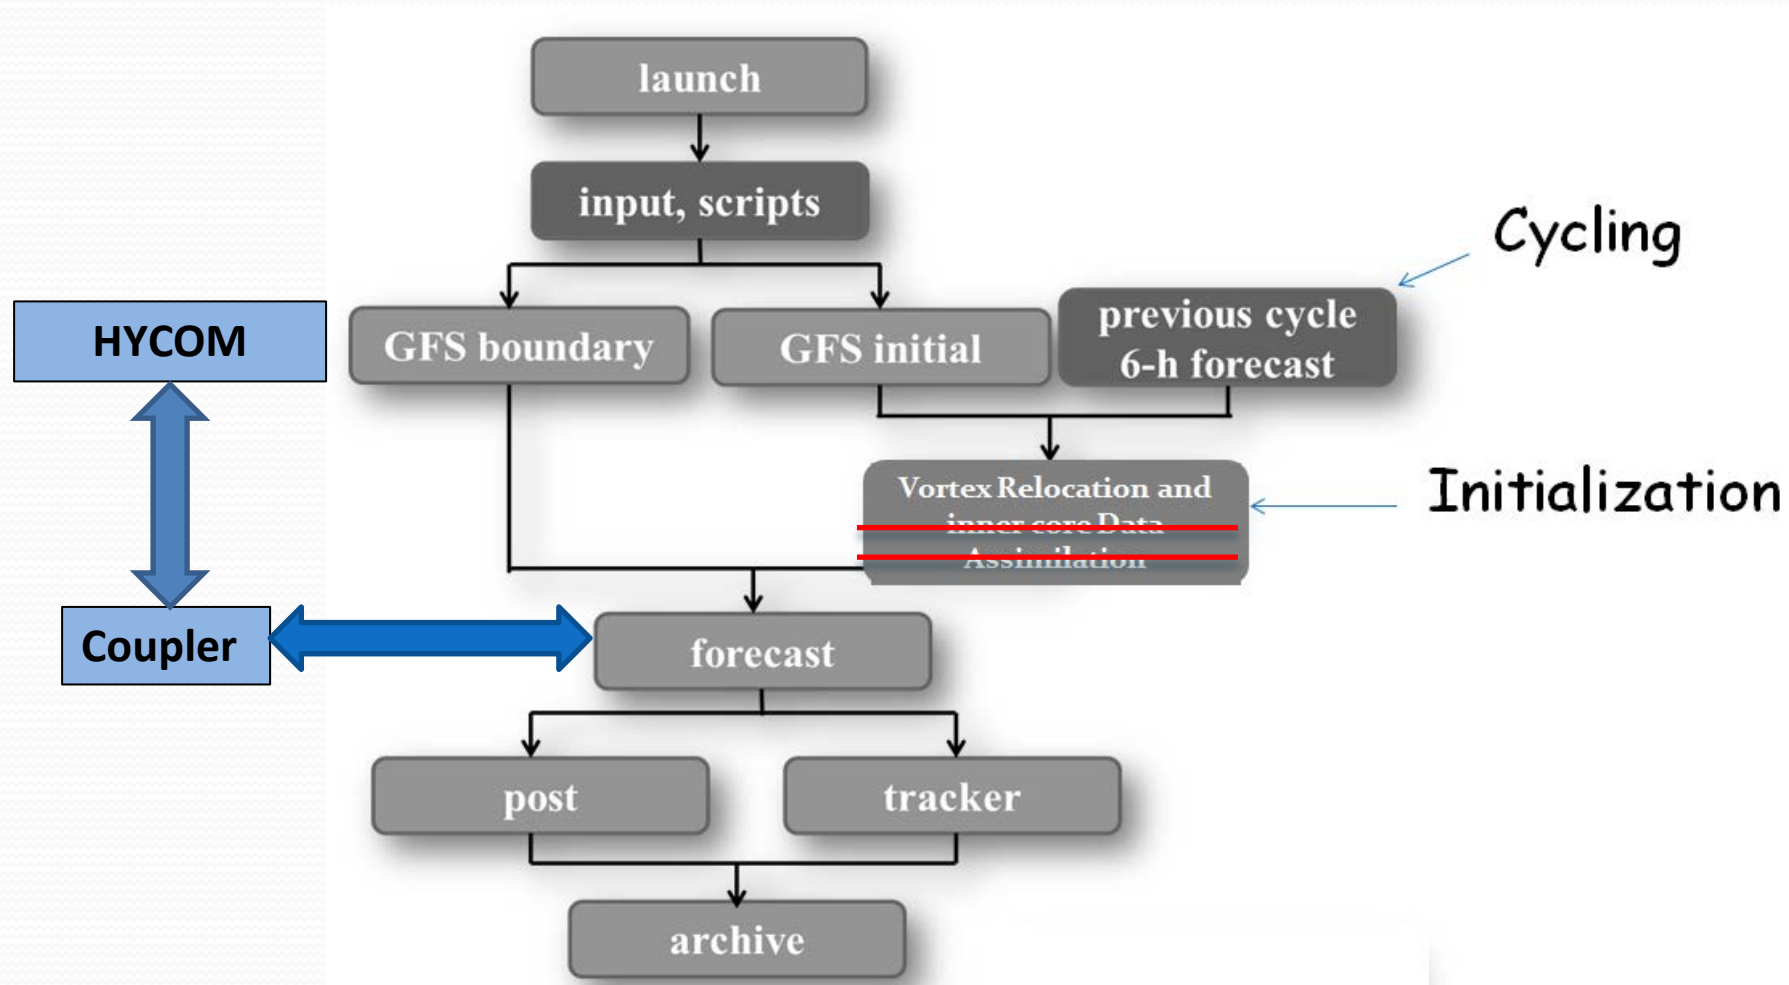 launch
input, scripts
Cycling
HYCOM
GFS boundary
GFS initial
previous cycle
6-h forecast
Vortex Relocation and
inner core Data
Assimilation
Initialization
Coupler
forecast
post
tracker
archive